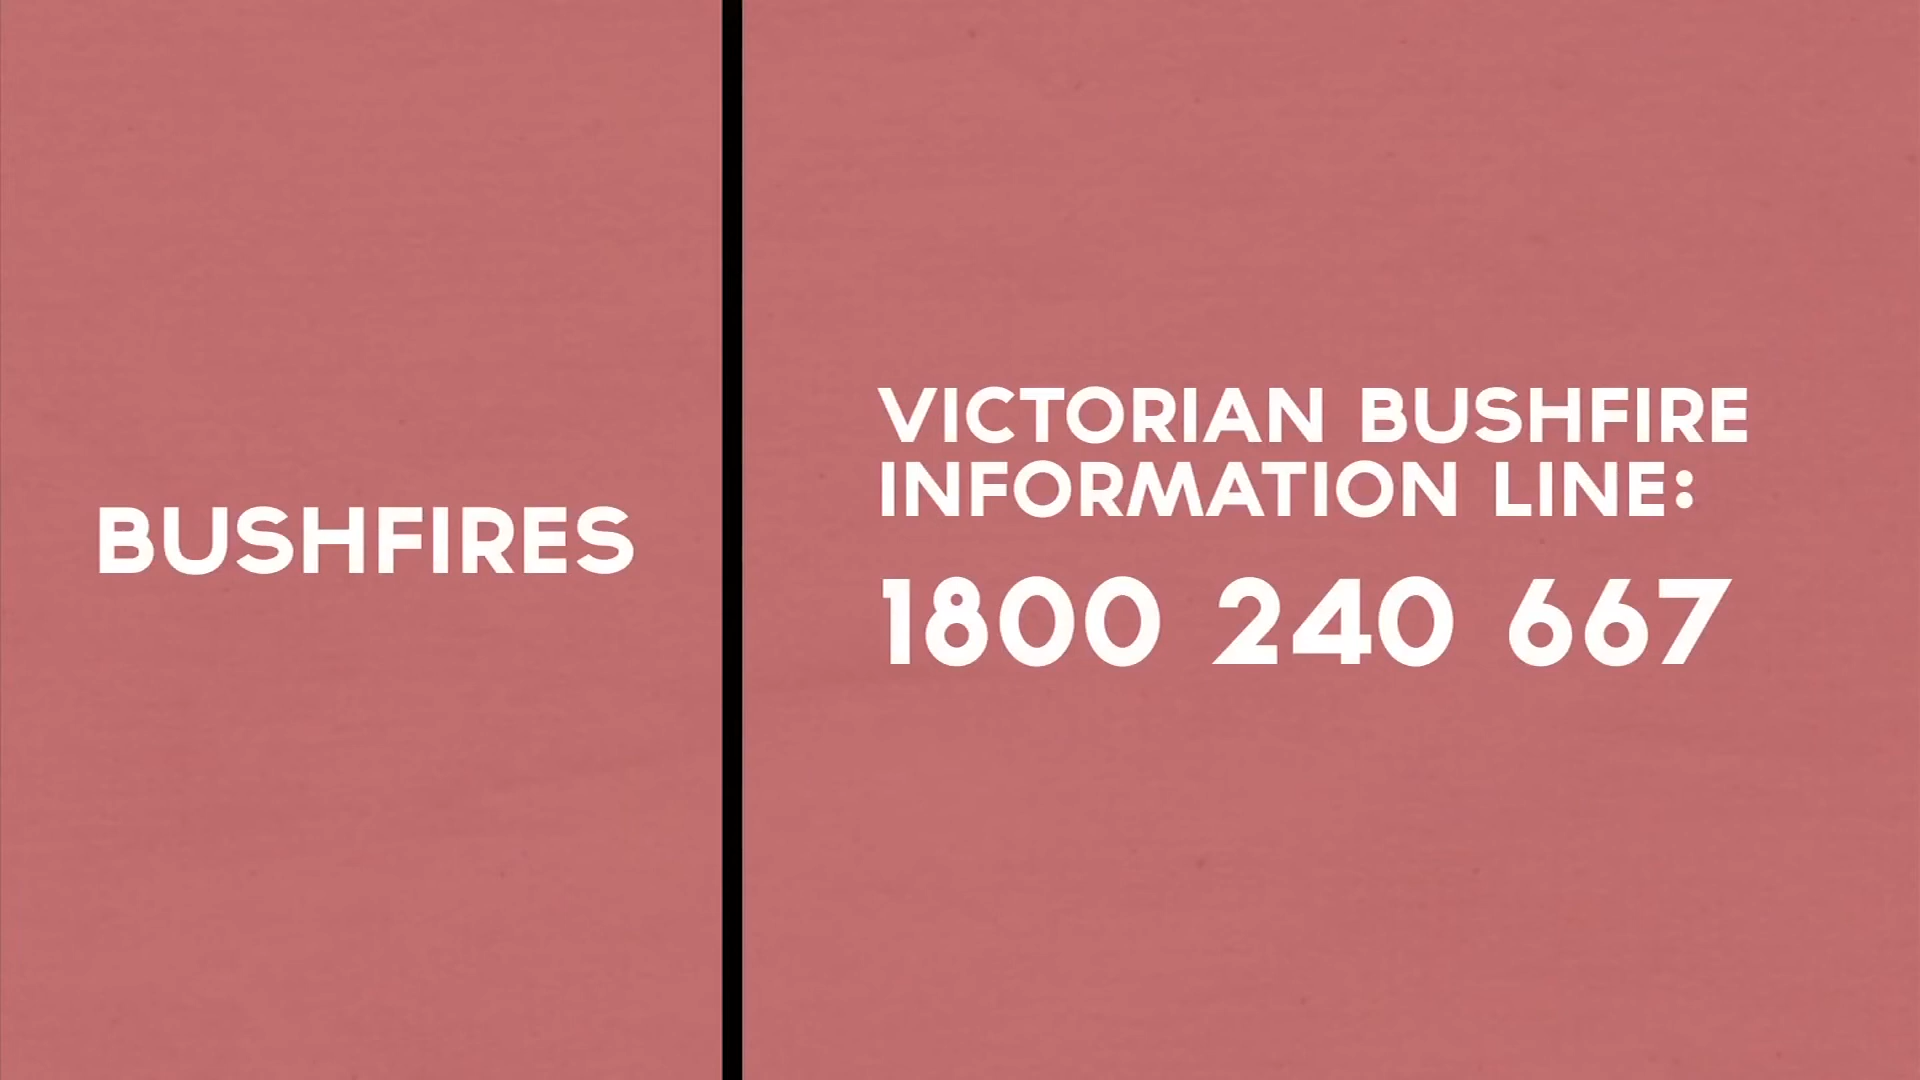 BUSHFIRES
VICTORIAN BUSHFIRE
INFORMATION LINE:
1800 240 667